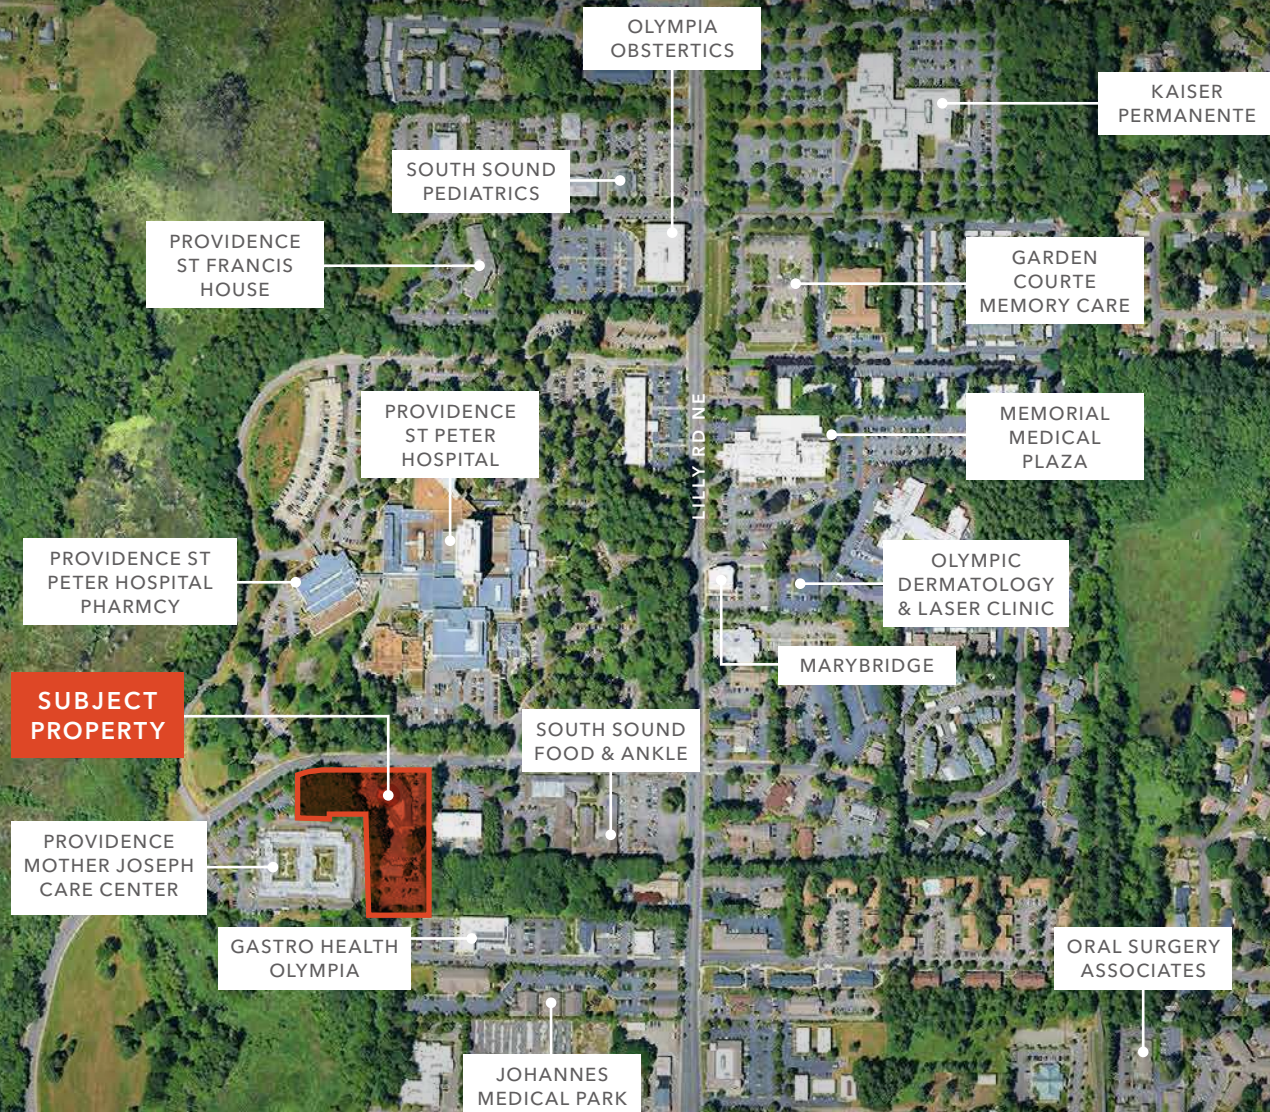 OLYMPIA
OBSTERTICS
KAISER
PERMANENTE
SOUTH SOUND
PEDIATRICS
PROVIDENCE
ST FRANCIS
HOUSE
GARDEN
COURTE
MEMORY CARE
PROVIDENCE
ST PETER
HOSPITAL
LILLY RD NE
MEMORIAL
MEDICAL
PLAZA
PROVIDENCE ST
PETER HOSPITAL
PHARMCY
OLYMPIC
DERMATOLOGY
& LASER CLINIC
MARYBRIDGE
SUBJECT
PROPERTY
SOUTH SOUND
FOOD & ANKLE
PROVIDENCE
MOTHER JOSEPH
CARE CENTER
GASTRO HEALTH
OLYMPIA
ORAL SURGERY
ASSOCIATES
JOHANNES
MEDICAL PARK